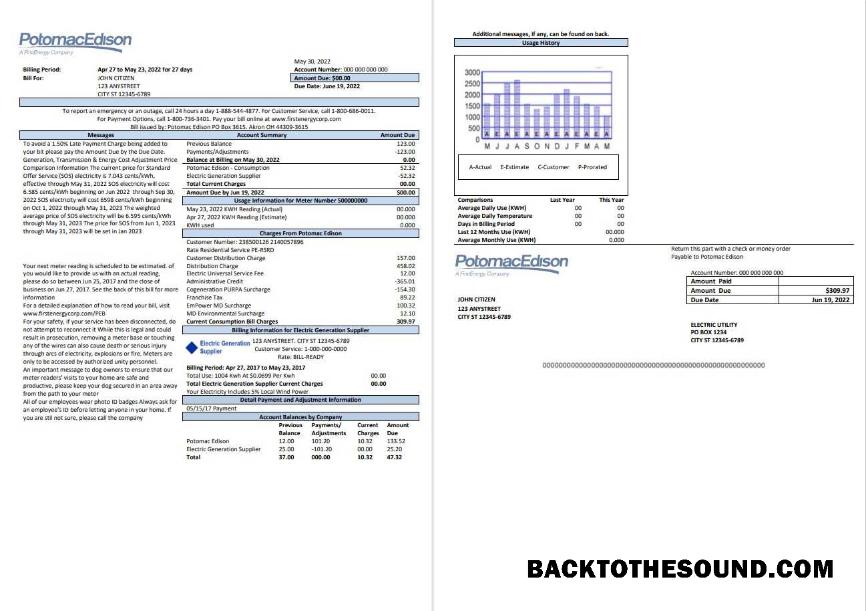 PotomacEdison
A FirstEnergy Company
May 30, 2022
Billing Period: Apr 27 to May 23, 2022 for 27 days
Account Number: 000 000 000 000
Bill For: JOHN CITIZEN
Amount Due: $00.00
123 ANYSTREET
Due Date: June 19, 2022
CITY ST 12345-6789
To report an emergency or an outage, call 24 hours a day 1-888-544-4877. For Customer Service, call 1-800-686-0011.
For Payment Options, call 1-800-736-3401. Pay your bill online at www.firstenergycorp.com
Bill issued by: Potomac Edison PO Box 3615. Akron OH 44309-3615
Messages
To avoid a 1.50% Late Payment Charge being added to
your bill please pay the Amount Due by the Due Date.
Generation, Transmission & Energy Cost Adjustment Price
Comparison Information The current price for Standard
Offer Service (SOS) electricity is 7.043 cents/kWh,
effective through May 31, 2022 SOS electricity will cost
6.585 cents/kWh beginning on Jun 2022 through Sep 30,
2022 SOS electricity will cost 6598 cents/kWh beginning
on Oct 1, 2022 through May 31, 2023 The weighted
average price of SOS electricity will be 6.595 cents/kWh
through May 31, 2023 The price for SOS from Jun 1, 2023
through May 31, 2023 will be set in Jan 2023
Your next meter reading is scheduled to be estimated. of
you would like to provide us with an actual reading,
please do so between Jun 25, 2017 and the close of
business on Jun 27, 2017. See the back of this bill for more
information
For a detailed explanation of how to read your bill, visit
www.firstenergycorp.com/PEB
For your safety, if your service has been disconnected, do
not attempt to reconnect it While this is legal and could
result in prosecution, removing a meter base or touching
any of the wires can also cause death or serious injury
through arcs of electricity, explosions or fire. Meters are
only to be accessed by authorized unity personnel.
An important message to dog owners to ensure that our
meter readers' visits to your home are safe and
productive, please keep your dog secured in an area away
from the path to your meter
All of our employees wear photo ID badges Always ask for
an employee's ID before letting anyone in your home. If
you are still not sure, please call the company
Account Summary Amount Due
Previous Balance 123.00
Payments/Adjustments -123.00
Balance at Billing on May 30, 2022 0.00
Potomac Edison - Consumption 52.32
Electric Generation Supplier -52.32
Total Current Charges 00.00
Amount Due by Jun 19, 2022 $00.00
Usage Information for Meter Number S00000000
May 23, 2022 KWH Reading (Actual) 00.000
Apr 27, 2022 KWH Reading (Estimate) 00.000
KWH used 0.000
Charges From Potomac Edison
Customer Number: 238500126 2140057896
Rate Residential Service PE-RSRD
Customer Distribution Charge 157.00
Distribution Charge 458.02
Electric Universal Service Fee 12.00
Administrative Credit -365.01
Cogeneration PURPA Surcharge -154.30
Franchise Tax 89.22
EmPower MD Surcharge 100.32
MD Environmental Surcharge 12.10
Current Consumption Bill Charges 309.97
Billing Information for Electric Generation Supplier
Electric Generation
Supplier
123 ANYSTREET. CITY ST 12345-6789
Customer Service: 1-000-000-0000
Rate: BILL-READY
Billing Period: Apr 27, 2017 to May 23, 2017
Total Use: 1004 Kwh At $0.0699 Per Kwh 00.00
Total Electric Generation Supplier Current Charges 00.00
Your Electricity Includes 5% Local Wind Power
Detail Payment and Adjustment Information
05/15/17 Payment
Account Balances by Company
Previous Payments/ Current Amount
Balance Adjustments Charges Due
Potomac Edison 12.00 101.20 10.32 133.52
Electric Generation Supplier 25.00 -101.20 00.00 25.20
Total 37.00 000.00 10.32 47.32
Additional messages, If any, can be found on back.
Usage History
3000
2500
2000
1500
1000
500
0
A E A E A E A E A E A E A
M J J A S O N D J F M A M
A-Actual E-Estimate C-Customer P-Prorated
Comparisons Last Year This Year
Average Daily Use (KWH) 00 00
Average Daily Temperature 00 00
Days in Billing Period 00 00
Last 12 Months Use (KWH) 00.000
Average Monthly Use (KWH) 0.000
Return this part with a check or money order
Payable to Potomac Edison
PotomacEdison
A FirstEnergy Company
Account Number: 000 000 000 000
Amount Paid
Amount Due $309.97
Due Date Jun 19, 2022
JOHN CITIZEN
123 ANYSTREET
CITY ST 12345-6789
ELECTRIC UTILITY
PO BOX 1234
CITY ST 12345-6789
BACKTOTHESOUND.COM